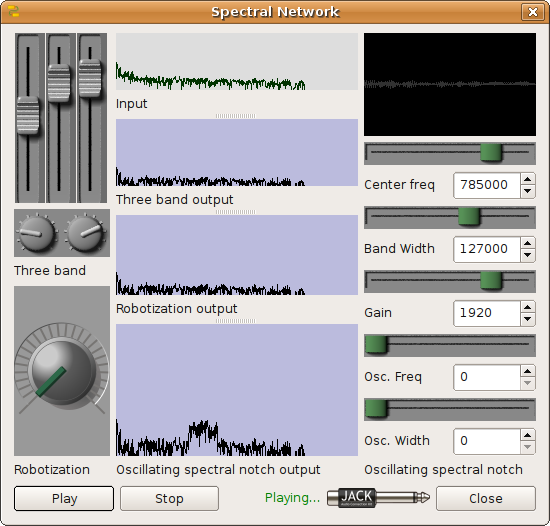 Spectral Network
Input
Three band output
Robotization output
Oscillating spectral notch output
Three band
Robotization
Center freq 785000
Band Width 127000
Gain 1920
Osc. Freq 0
Osc. Width 0
Oscillating spectral notch
Play Stop Playing... JACK Close